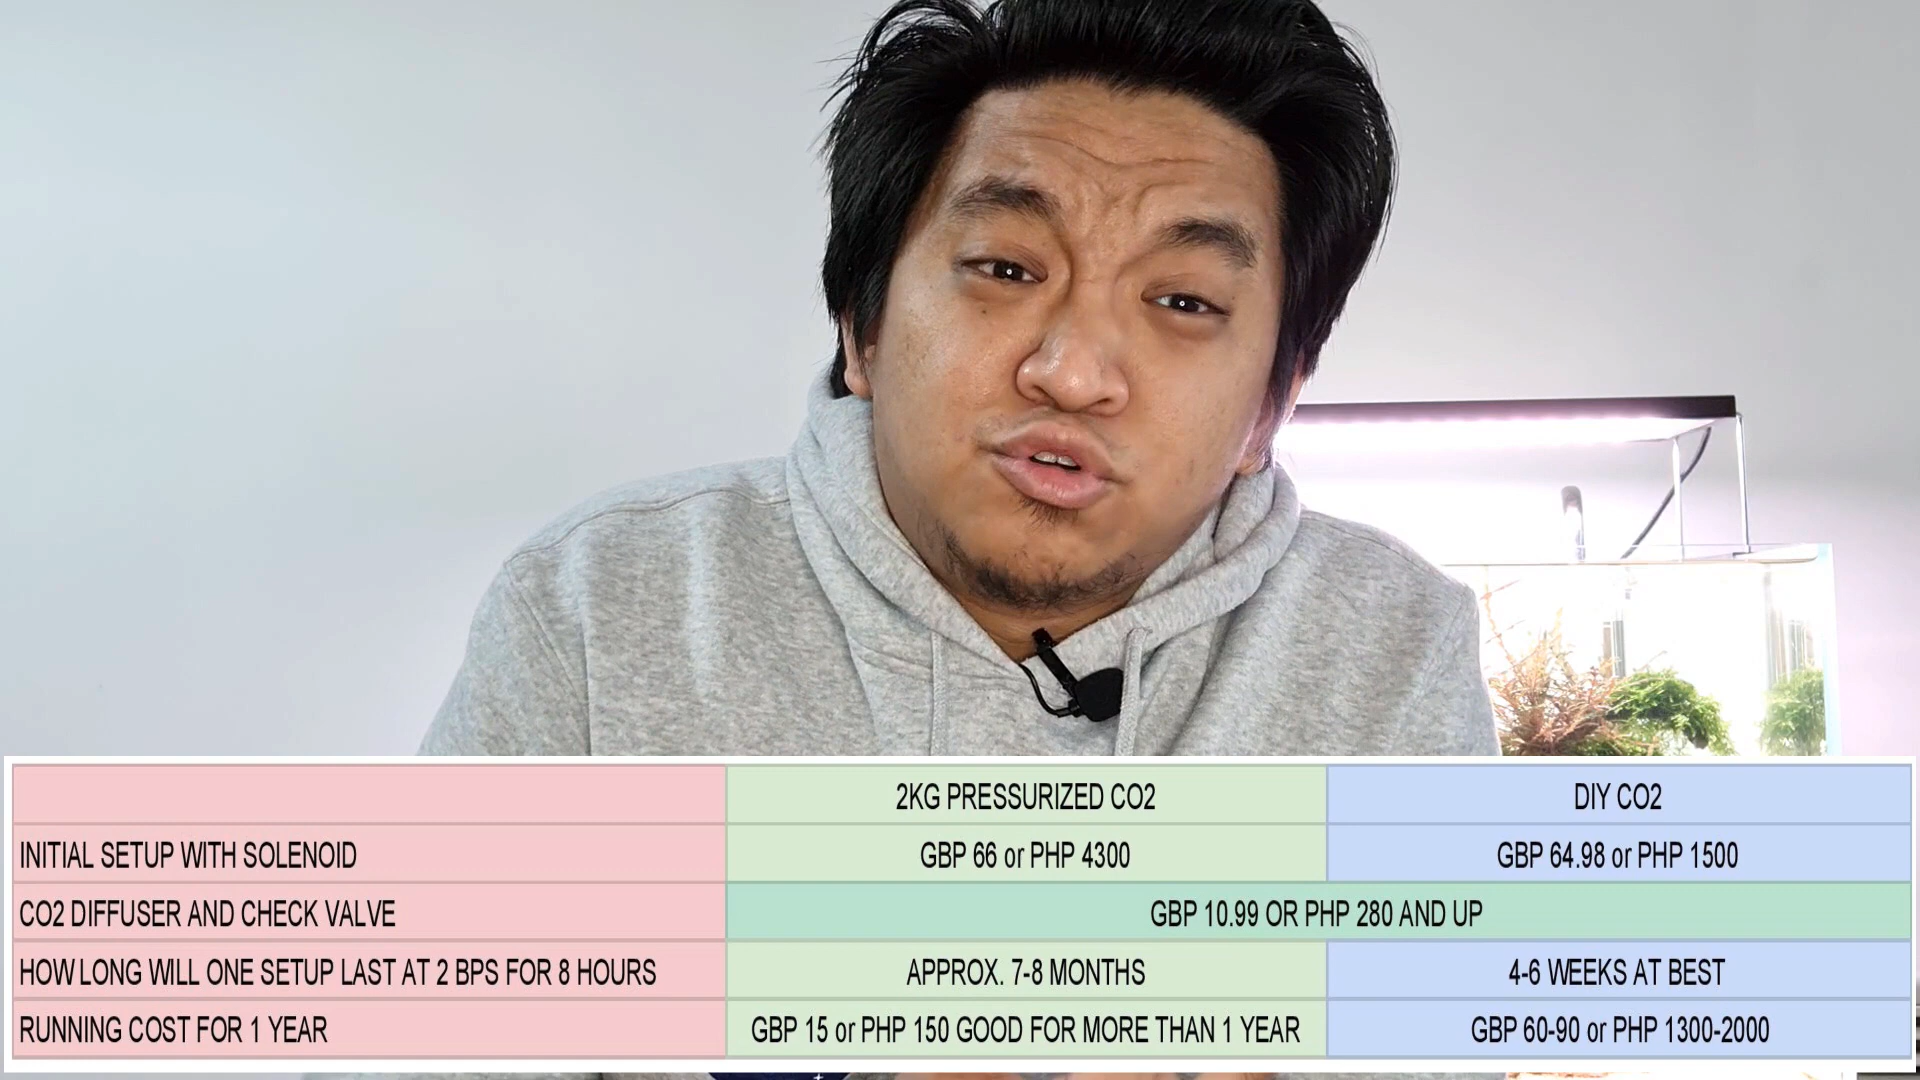 2KG PRESSURIZED CO2 DIY CO2
INITIAL SETUP WITH SOLENOID GBP 66 or PHP 4300 GBP 64.98 or PHP 1500
CO2 DIFFUSER AND CHECK VALVE GBP 10.99 OR PHP 280 AND UP
HOW LONG WILL ONE SETUP LAST AT 2 BPS FOR 8 HOURS APPROX. 7-8 MONTHS 4-6 WEEKS AT BEST
RUNNING COST FOR 1 YEAR GBP 15 or PHP 150 GOOD FOR MORE THAN 1 YEAR GBP 60-90 or PHP 1300-2000